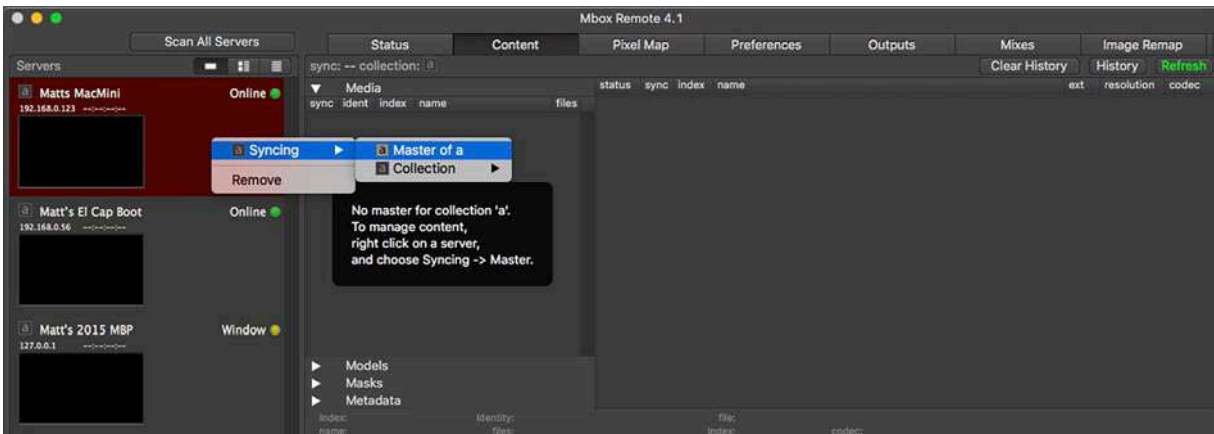 Mbox Remote 4.1
Scan All Servers
Status Content Pixel Map Preferences Outputs Mixes Image Remap
Servers
sync: -- collection: a
Clear History History Refresh
Media
sync ident index name files
status sync index name ext resolution codec
a Matts MacMini Online
192.168.0.123 --:--:--:--
a Syncing
Remove
a Master of a
a Collection
No master for collection 'a'.
To manage content,
right click on a server,
and choose Syncing -> Master.
a Matt's El Cap Boot Online
192.168.0.56 --:--:--:--
a Matt's 2015 MBP Window
127.0.0.1 --:--:--:--
Models
Masks
Metadata
index: identity: file:
name: files: index: codec: